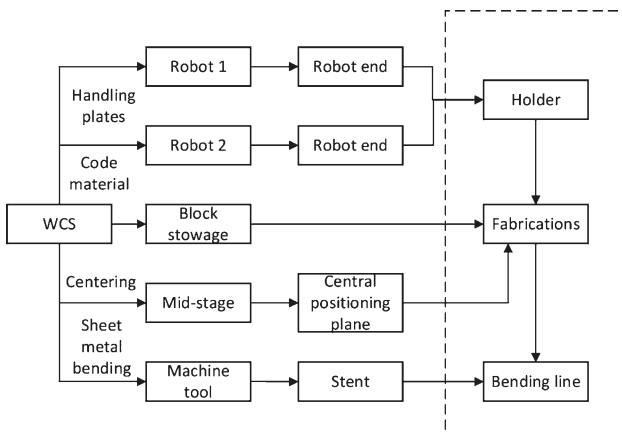 Robot 1
Robot end
Handling
plates
Holder
Robot 2
Robot end
Code
material
WCS
Block
stowage
Fabrications
Centering
Mid-stage
Central
positioning
plane
Sheet
metal
bending
Machine
tool
Stent
Bending line